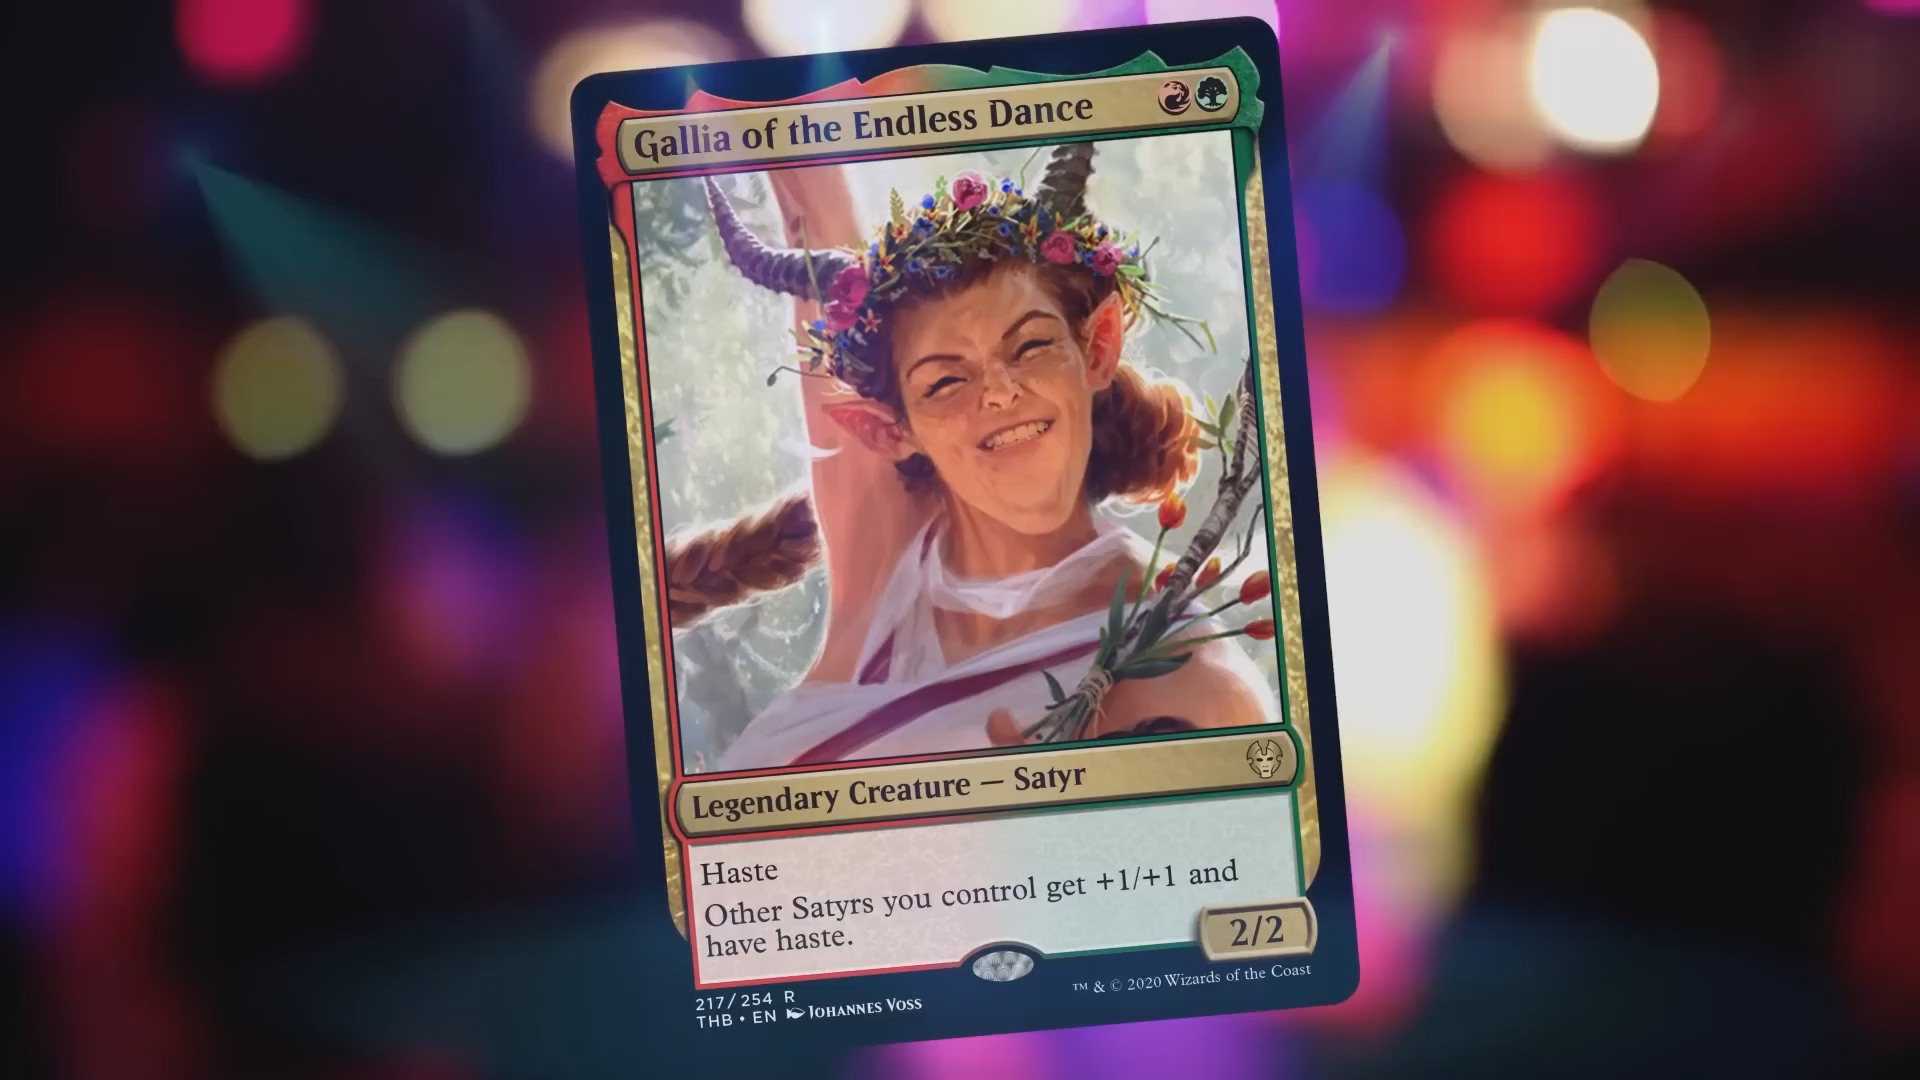 Gallia of the Endless Dance
Legendary Creature — Satyr
Haste
Other Satyrs you control get +1/+1 and
have haste.
2/2
217/254 R
THB • EN Johannes Voss
™ & © 2020 Wizards of the Coast